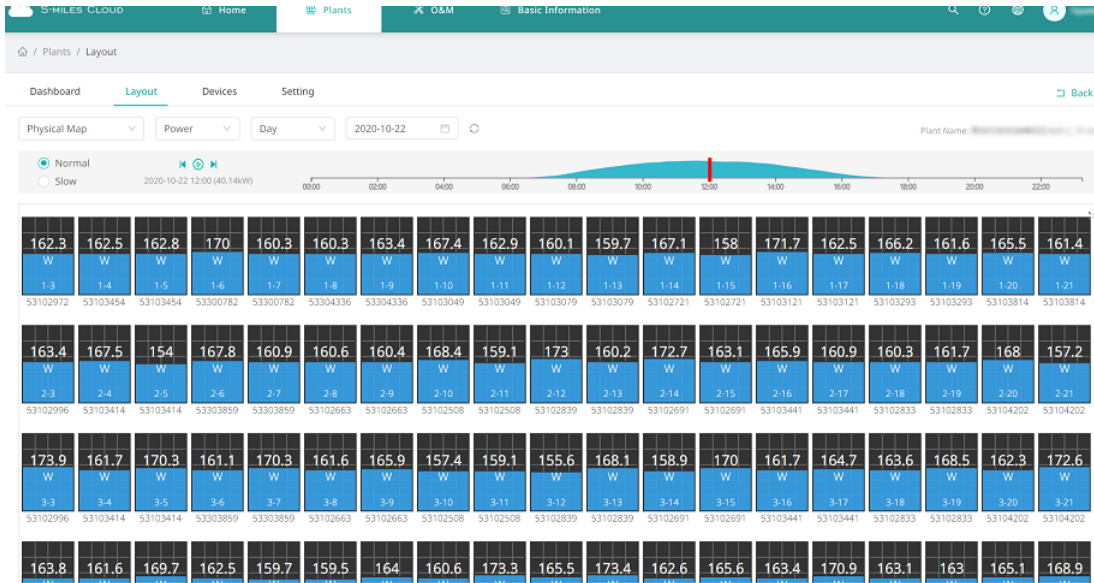 S-MILES CLOUD Home Plants O&M Basic Information
/ Plants / Layout
Dashboard Layout Devices Setting Back
Physical Map Power Day 2020-10-22 Plant Name:
Normal
Slow 2020-10-22 12:00 (40.14kW) 00:00 02:00 04:00 06:00 08:00 10:00 12:00 14:00 16:00 18:00 20:00 22:00
162.3 162.5 162.8 170 160.3 160.3 163.4 167.4 162.9 160.1 159.7 167.1 158 171.7 162.5 166.2 161.6 165.5 161.4
W W W W W W W W W W W W W W W W W W W
1-3 1-4 1-5 1-6 1-7 1-8 1-9 1-10 1-11 1-12 1-13 1-14 1-15 1-16 1-17 1-18 1-19 1-20 1-21
53102972 53103454 53103454 53300782 53300782 53304336 53304336 53103049 53103049 53103079 53103079 53102721 53102721 53103121 53103121 53103293 53103293 53103814 53103814
163.4 167.5 154 167.8 160.9 160.6 160.4 168.4 159.1 173 160.2 172.7 163.1 165.9 160.9 160.3 161.7 168 157.2
W W W W W W W W W W W W W W W W W W W
2-3 2-4 2-5 2-6 2-7 2-8 2-9 2-10 2-11 2-12 2-13 2-14 2-15 2-16 2-17 2-18 2-19 2-20 2-21
53102996 53103414 53103414 53303859 53303859 53102663 53102508 53102508 53102508 53102839 53102839 53102691 53102691 53103441 53103441 53102833 53102833 53104202 53104202
173.9 161.7 170.3 161.1 170.3 161.6 165.9 157.4 159.1 155.6 168.1 158.9 170 161.7 164.7 163.6 168.5 162.3 172.6
W W W W W W W W W W W W W W W W W W W
3-3 3-4 3-5 3-6 3-7 3-8 3-9 3-10 3-11 3-12 3-13 3-14 3-15 3-16 3-17 3-18 3-19 3-20 3-21
53102996 53103414 53103414 53303859 53303859 53102663 53102663 53102508 53102508 53102839 53102839 53102691 53102691 53103441 53103441 53102833 53102833 53104202 53104202
163.8 161.6 169.7 162.5 159.7 159.5 164 160.6 173.3 165.5 173.4 162.6 165.6 163.4 170.9 163.1 163 165.1 168.9